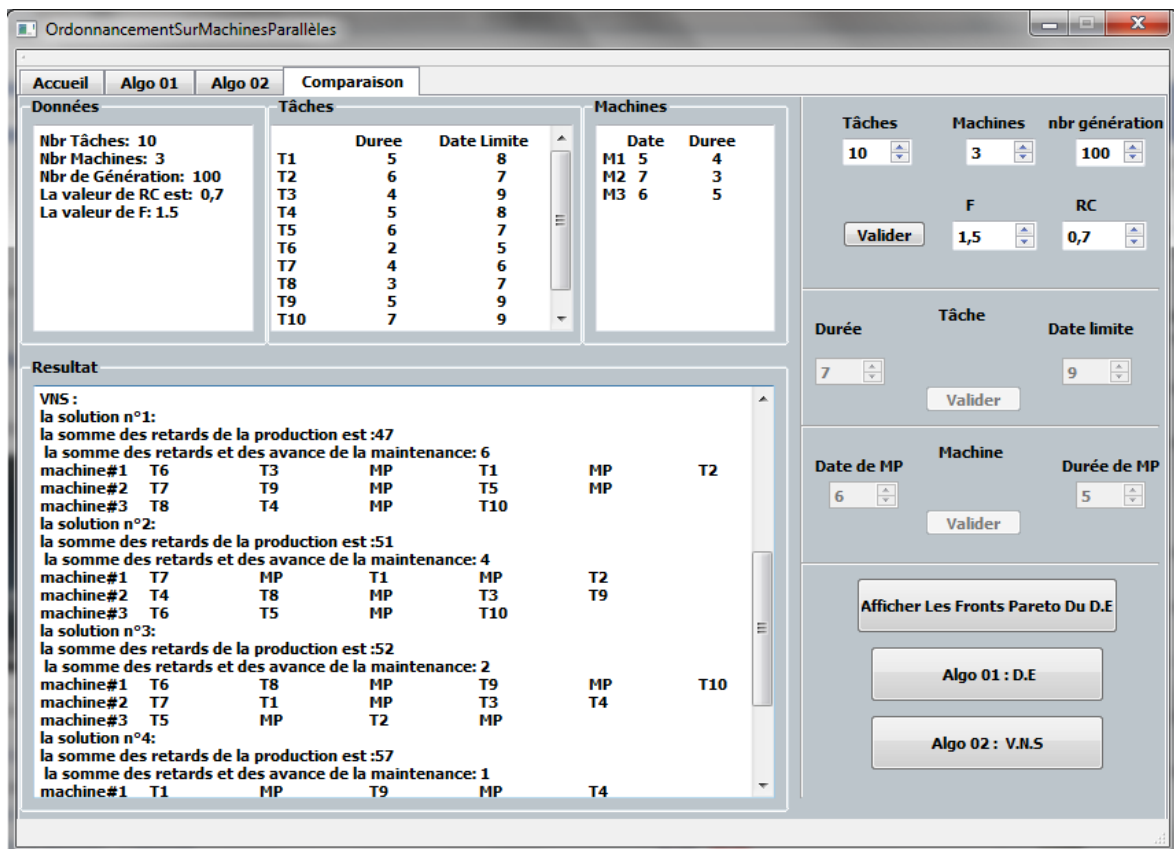 OrdonnancementSurMachinesParallèles
Accueil Algo 01 Algo 02 Comparaison
Données
Nbr Tâches: 10
Nbr Machines: 3
Nbr de Génération: 100
La valeur de RC est: 0,7
La valeur de F: 1.5
Tâches
Duree Date Limite
T1 5 8
T2 6 7
T3 4 9
T4 5 8
T5 6 7
T6 2 5
T7 4 6
T8 3 7
T9 5 9
T10 7 9
Machines
Date Duree
M1 5 4
M2 7 3
M3 6 5
Tâches Machines nbr génération
10 3 100
F RC
Valider 1,5 0,7
Tâche
Durée Date limite
7 9
Valider
Machine
Date de MP Durée de MP
6 5
Valider
Afficher Les Fronts Pareto Du D.E
Algo 01 : D.E
Algo 02 : V.N.S
Resultat
VNS :
la solution n°1:
la somme des retards de la production est :47
la somme des retards et des avance de la maintenance: 6
machine#1 T6 T3 MP T1 MP T2
machine#2 T7 T9 MP T5 MP
machine#3 T8 T4 MP T10
la solution n°2:
la somme des retards de la production est :51
la somme des retards et des avance de la maintenance: 4
machine#1 T7 MP T1 MP T2
machine#2 T4 T8 MP T3 T9
machine#3 T6 T5 MP T10
la solution n°3:
la somme des retards de la production est :52
la somme des retards et des avance de la maintenance: 2
machine#1 T6 T8 MP T9 MP T10
machine#2 T7 T1 MP T3 T4
machine#3 T5 MP T2 MP
la solution n°4:
la somme des retards de la production est :57
la somme des retards et des avance de la maintenance: 1
machine#1 T1 MP T9 MP T4